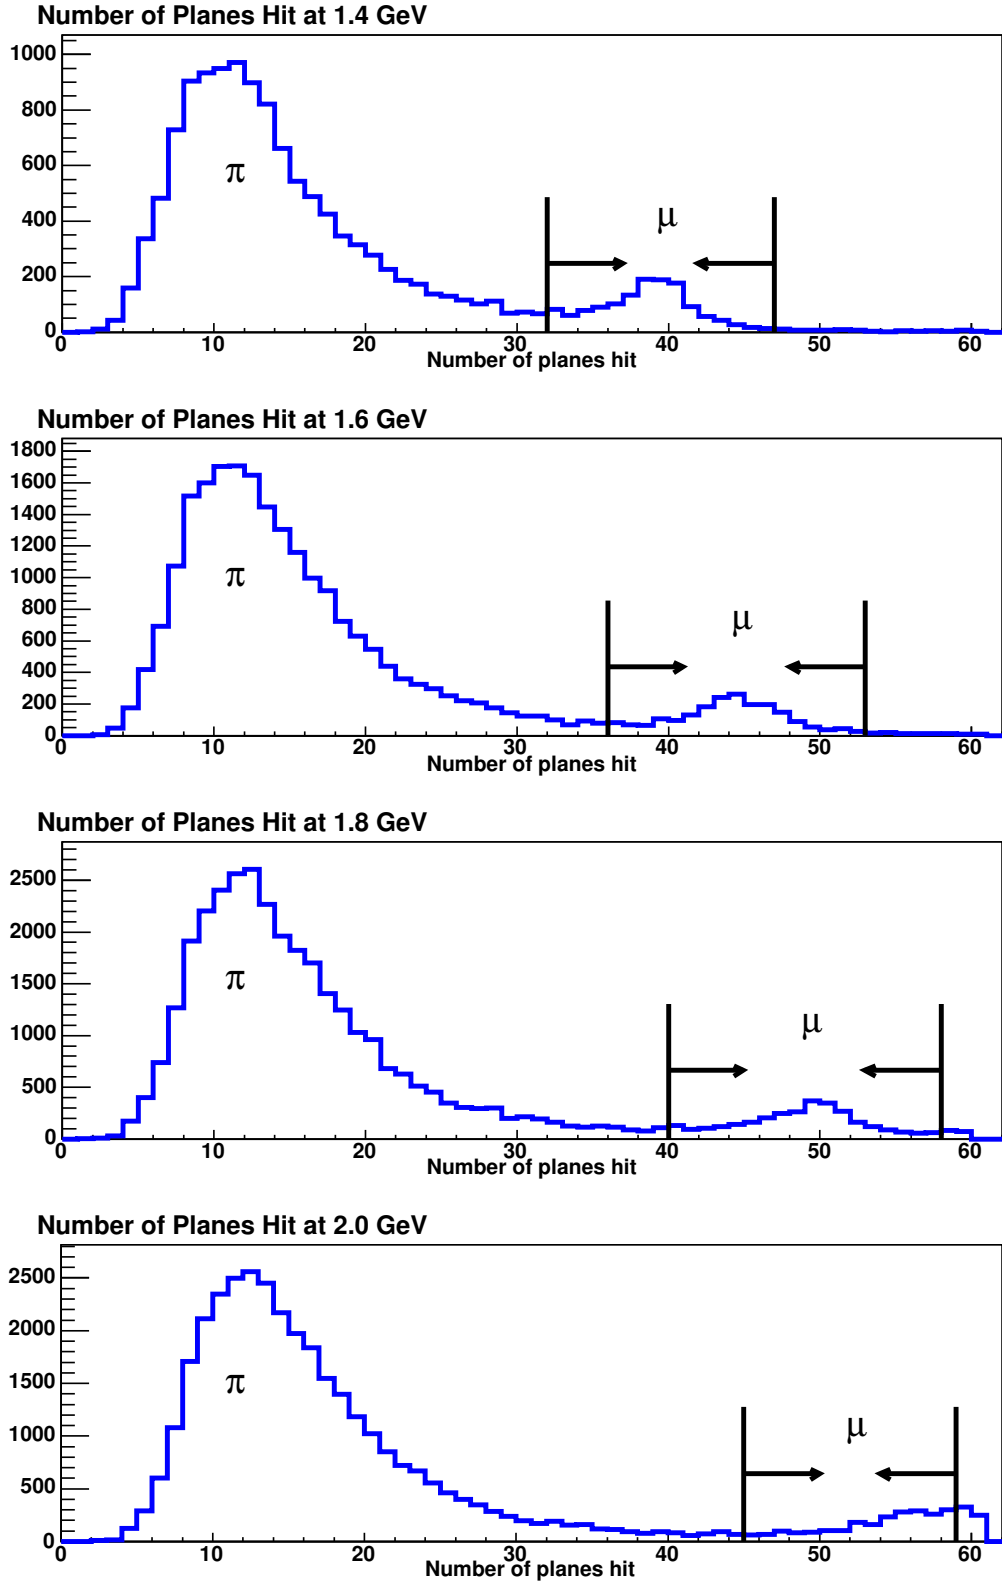 Number of Planes Hit at 1.4 GeV
1000
800
600
400
200
0
π
μ
0 10 20 30 40 50 60
Number of planes hit
Number of Planes Hit at 1.6 GeV
1800
1600
1400
1200
1000
800
600
400
200
0
π
μ
0 10 20 30 40 50 60
Number of planes hit
Number of Planes Hit at 1.8 GeV
2500
2000
1500
1000
500
0
π
μ
0 10 20 30 40 50 60
Number of planes hit
Number of Planes Hit at 2.0 GeV
2500
2000
1500
1000
500
0
π
μ
0 10 20 30 40 50 60
Number of planes hit